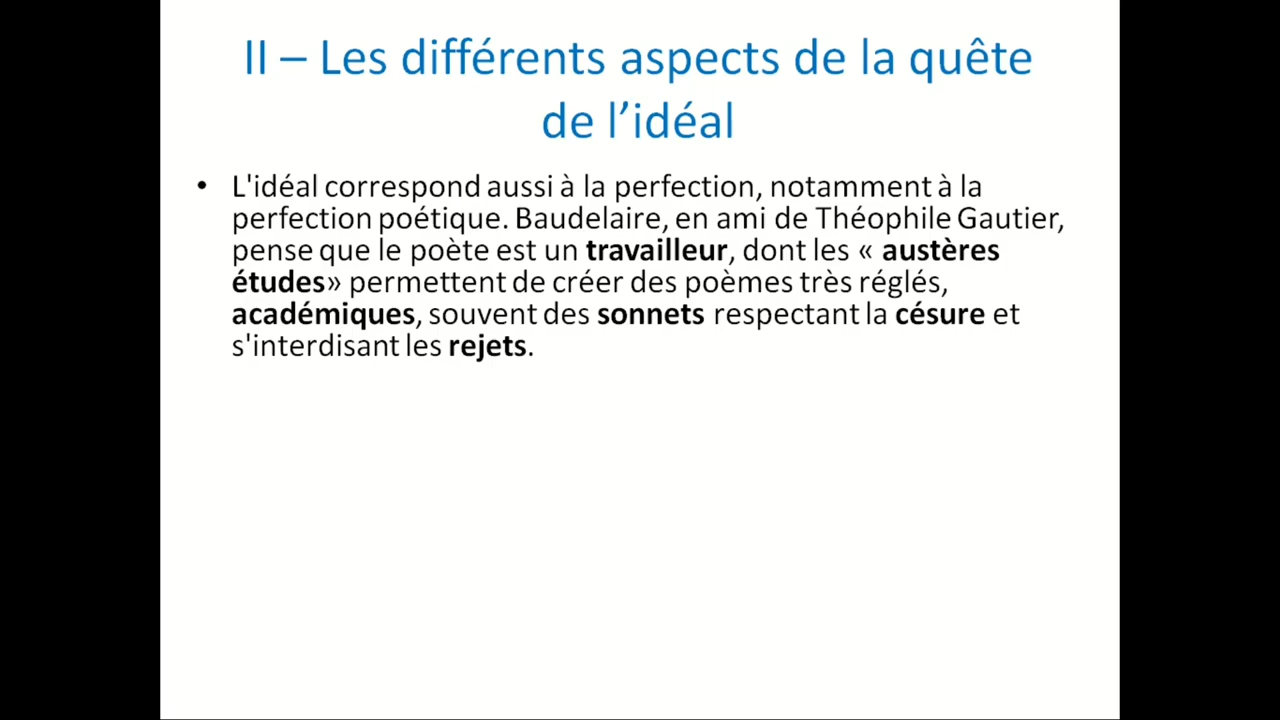 II – Les différents aspects de la quête
de l’idéal
• L'idéal correspond aussi à la perfection, notamment à la
perfection poétique. Baudelaire, en ami de Théophile Gautier,
pense que le poète est un travailleur, dont les « austères
études» permettent de créer des poèmes très réglés,
académiques, souvent des sonnets respectant la césure et
s'interdisant les rejets.